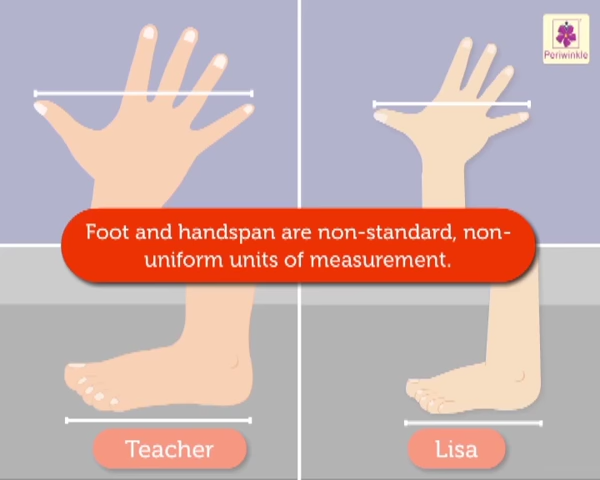 Periwinkle
Foot and handspan are non-standard, non-
uniform units of measurement.
Teacher
Lisa